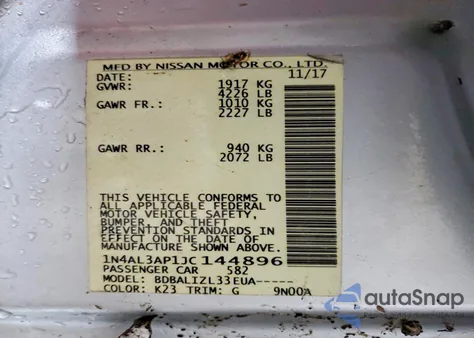 MFD BY NISSAN MOTOR CO., LTD.
DATE: 11/17
GVWR: 1917 KG
4226 LB
GAWR FR.: 1010 KG
2227 LB
GAWR RR.: 940 KG
2072 LB
THIS VEHICLE CONFORMS TO
ALL APPLICABLE FEDERAL
MOTOR VEHICLE SAFETY,
BUMPER, AND THEFT
PREVENTION STANDARDS
IN EFFECT ON THE DATE OF
MANUFACTURE SHOWN ABOVE.
1N4AL3AP1JC144896
PASSENGER CAR 582
MODEL: BDBALIZL33EUA-----
COLOR: K23 TRIM: G 9N00A
autoSnap